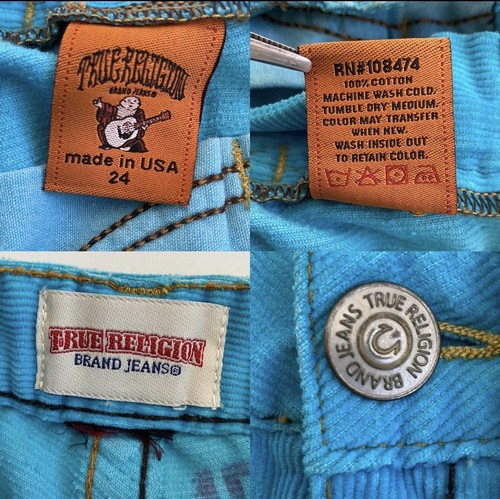 TRUE RELIGION
BRAND JEANS®
made in USA
24
RN#108474
100% COTTON
MACHINE WASH COLD.
TUMBLE DRY MEDIUM.
COLOR MAY TRANSFER
WHEN NEW.
WASH INSIDE OUT
TO RETAIN COLOR.
TRUE RELIGION
BRAND JEANS®
TRUE RELIGION BRAND JEANS